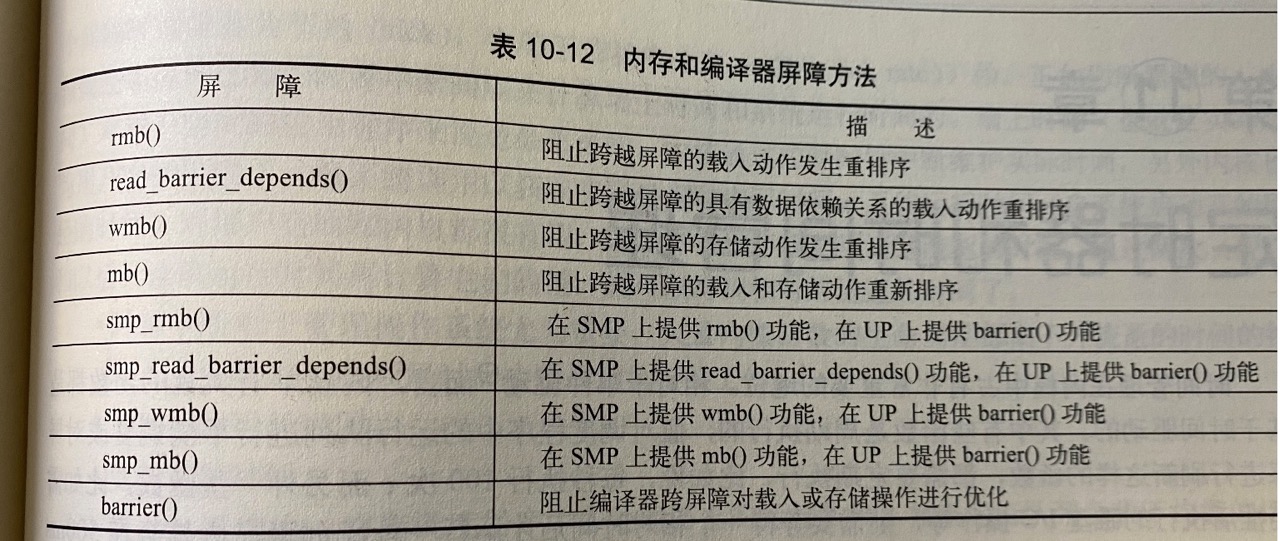 表 10-12 内存和编译器屏障方法
屏 障 描 述
rmb() 阻止跨越屏障的载入动作发生重排序
read_barrier_depends() 阻止跨越屏障的具有数据依赖关系的载入动作重排序
wmb() 阻止跨越屏障的存储动作发生重排序
mb() 阻止跨越屏障的载入和存储动作重新排序
smp_rmb() 在 SMP 上提供 rmb() 功能，在 UP 上提供 barrier() 功能
smp_read_barrier_depends() 在 SMP 上提供 read_barrier_depends() 功能，在 UP 上提供 barrier() 功能
smp_wmb() 在 SMP 上提供 wmb() 功能，在 UP 上提供 barrier() 功能
smp_mb() 在 SMP 上提供 mb() 功能，在 UP 上提供 barrier() 功能
barrier() 阻止编译器跨屏障对载入或存储操作进行优化